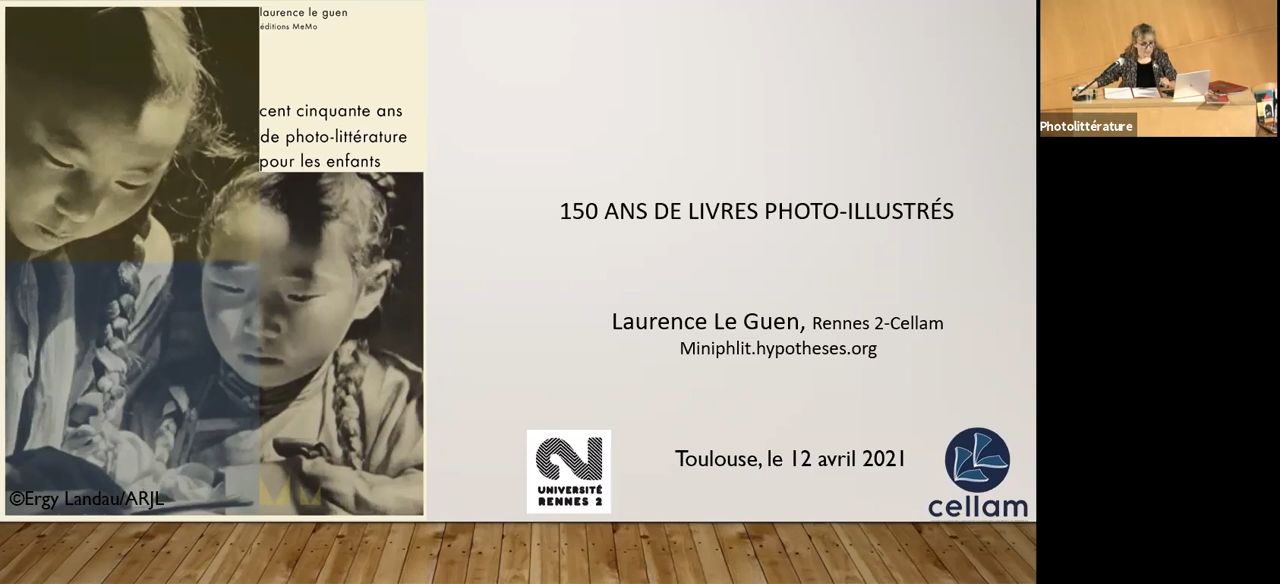 laurence le guen
éditions MeMo
cent cinquante ans
de photo-littérature
pour les enfants
©Ergy Landau/ARJL
150 ANS DE LIVRES PHOTO-ILLUSTRÉS
Laurence Le Guen, Rennes 2-Cellam
Miniphlit.hypotheses.org
UNIVERSITÉ
RENNES 2
Toulouse, le 12 avril 2021
cellam
Photolittérature